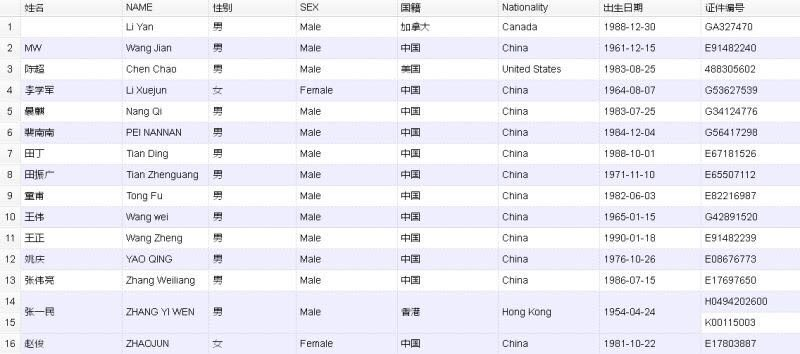 姓名 NAME 性别 SEX 国籍 Nationality 出生日期 证件编号
1 Li Yan 男 Male 加拿大 Canada 1988-12-30 GA327470
2 MW Wang Jian 男 Male 中国 China 1961-12-15 E91482240
3 陈超 Chen Chao 男 Male 美国 United States 1983-08-25 488305602
4 李学军 Li Xuejun 女 Female 中国 China 1964-08-07 G53627539
5 Nang Qi 男 Male 中国 China 1983-07-25 G34124776
6 裴南南 PEI NANNAN 男 Male 中国 China 1984-12-04 G56417298
7 田丁 Tian Ding 男 Male 中国 China 1988-10-01 E67181526
8 田振广 Tian Zhenguang 男 Male 中国 China 1971-11-10 E65507112
9 童甫 Tong Fu 男 Male 中国 China 1982-06-03 E82216987
10 王伟 Wang wei 男 Male 中国 China 1965-01-15 G42891520
11 王正 Wang Zheng 男 Male 中国 China 1990-01-18 E91482239
12 姚庆 YAO QING 男 Male 中国 China 1976-10-26 E08676773
13 张伟亮 Zhang Weiliang 男 Male 中国 China 1986-07-15 E17697650
14 H0494202600
张一民 ZHANG YI WEN 男 Male 香港 Hong Kong 1954-04-24
15 K00115003
16 赵俊 ZHAOJUN 女 Female 中国 China 1981-10-22 E17803887